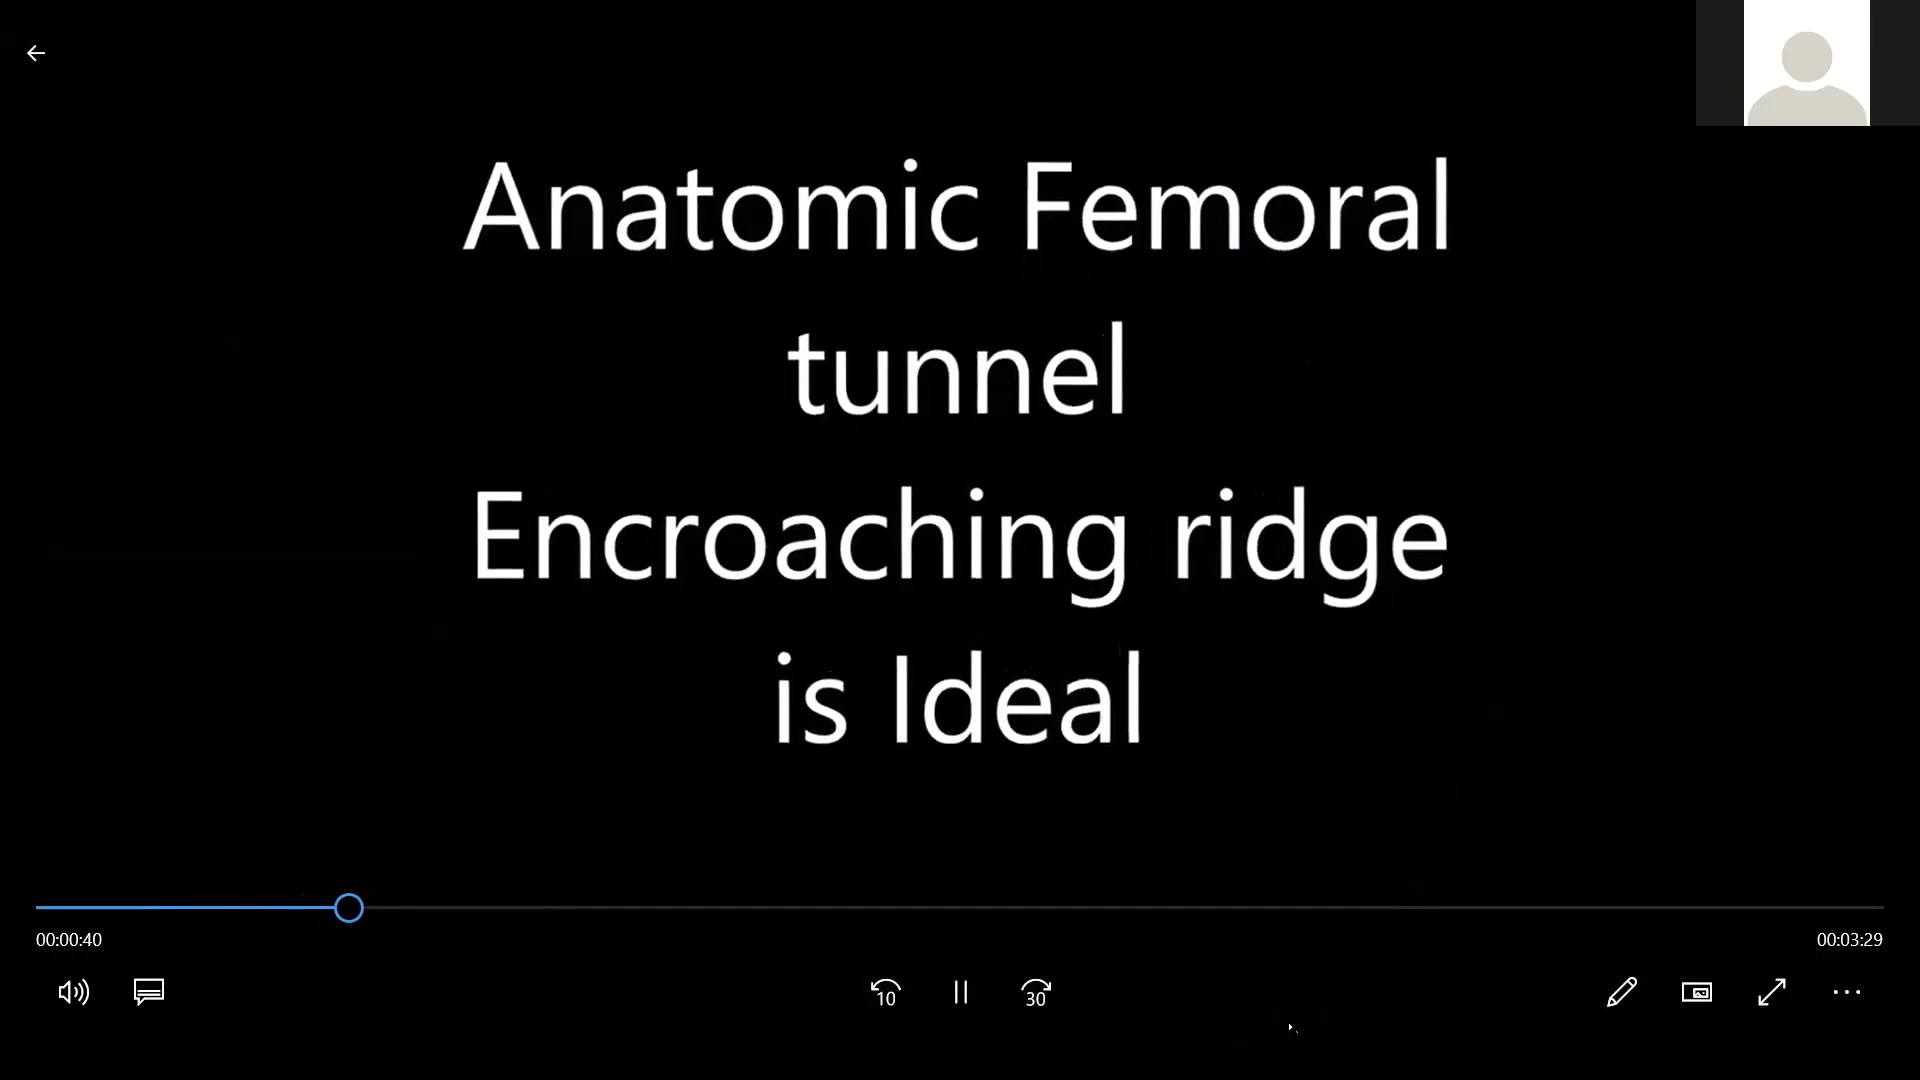 Anatomic Femoral
tunnel
Encroaching ridge
is Ideal
00:00:40
00:03:29
10
30